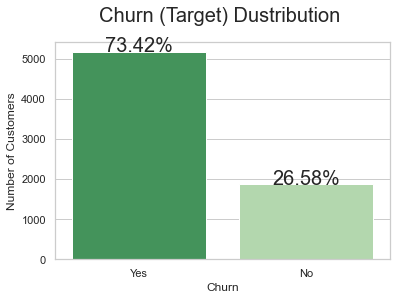 Churn (Target) Dustribution
73.42%
26.58%
5000
4000
3000
2000
1000
0
Number of Customers
Yes
No
Churn